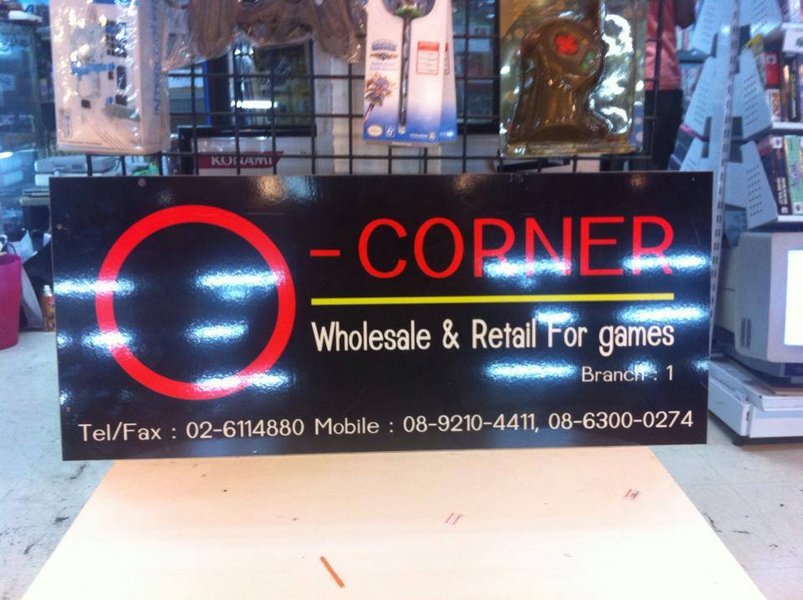 KONAMI
O - CORNER
Wholesale & Retail For games
Branch : 1
Tel/Fax : 02-6114880 Mobile : 08-9210-4411, 08-6300-0274